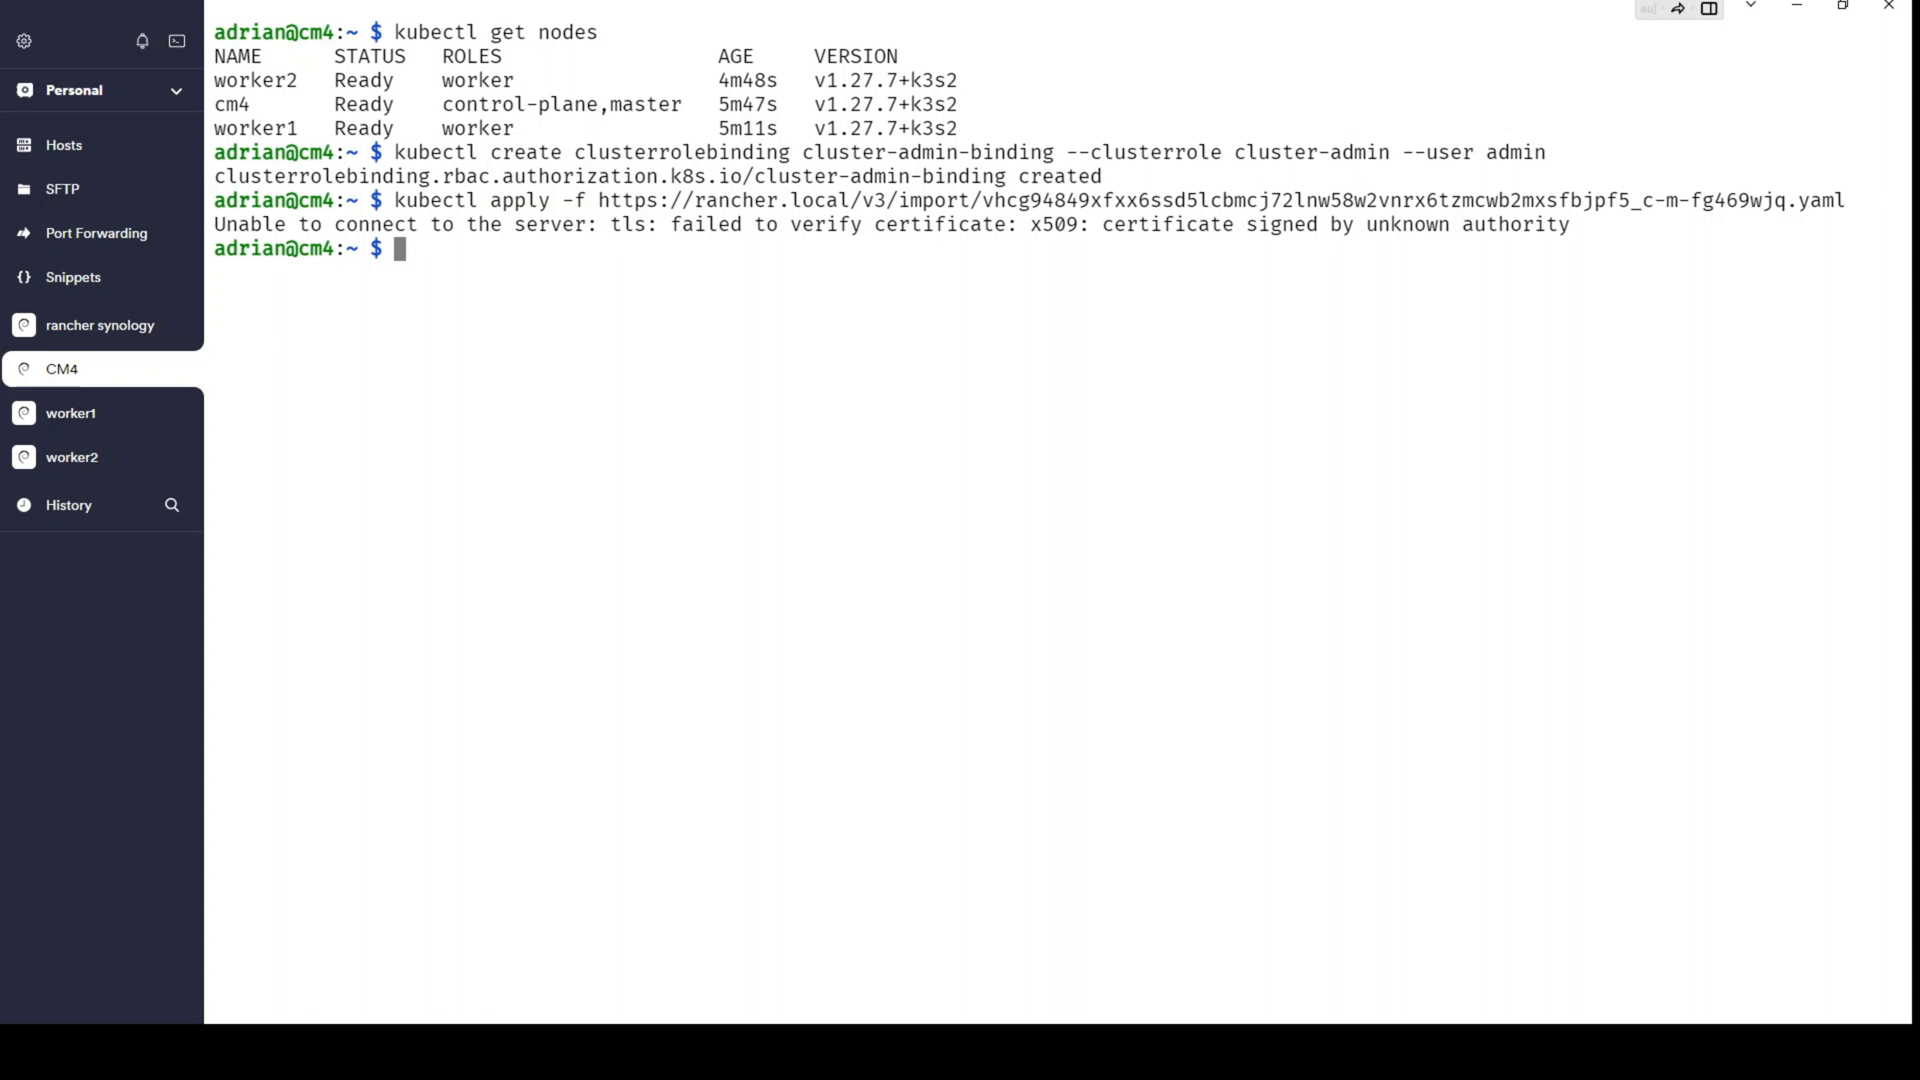 Personal
Hosts
SFTP
Port Forwarding
Snippets
rancher synology
CM4
worker1
worker2
History
adrian@cm4:~ $ kubectl get nodes
NAME STATUS ROLES AGE VERSION
worker2 Ready worker 4m48s v1.27.7+k3s2
cm4 Ready control-plane,master 5m47s v1.27.7+k3s2
worker1 Ready worker 5m11s v1.27.7+k3s2
adrian@cm4:~ $ kubectl create clusterrolebinding cluster-admin-binding --clusterrole cluster-admin --user admin
clusterrolebinding.rbac.authorization.k8s.io/cluster-admin-binding created
adrian@cm4:~ $ kubectl apply -f https://rancher.local/v3/import/vhcg94849xfxx6ssd5lcbmcj72lnw58w2vnrx6tzmcwb2mxsfbjpf5_c-m-fg469wjq.yaml
Unable to connect to the server: tls: failed to verify certificate: x509: certificate signed by unknown authority
adrian@cm4:~ $